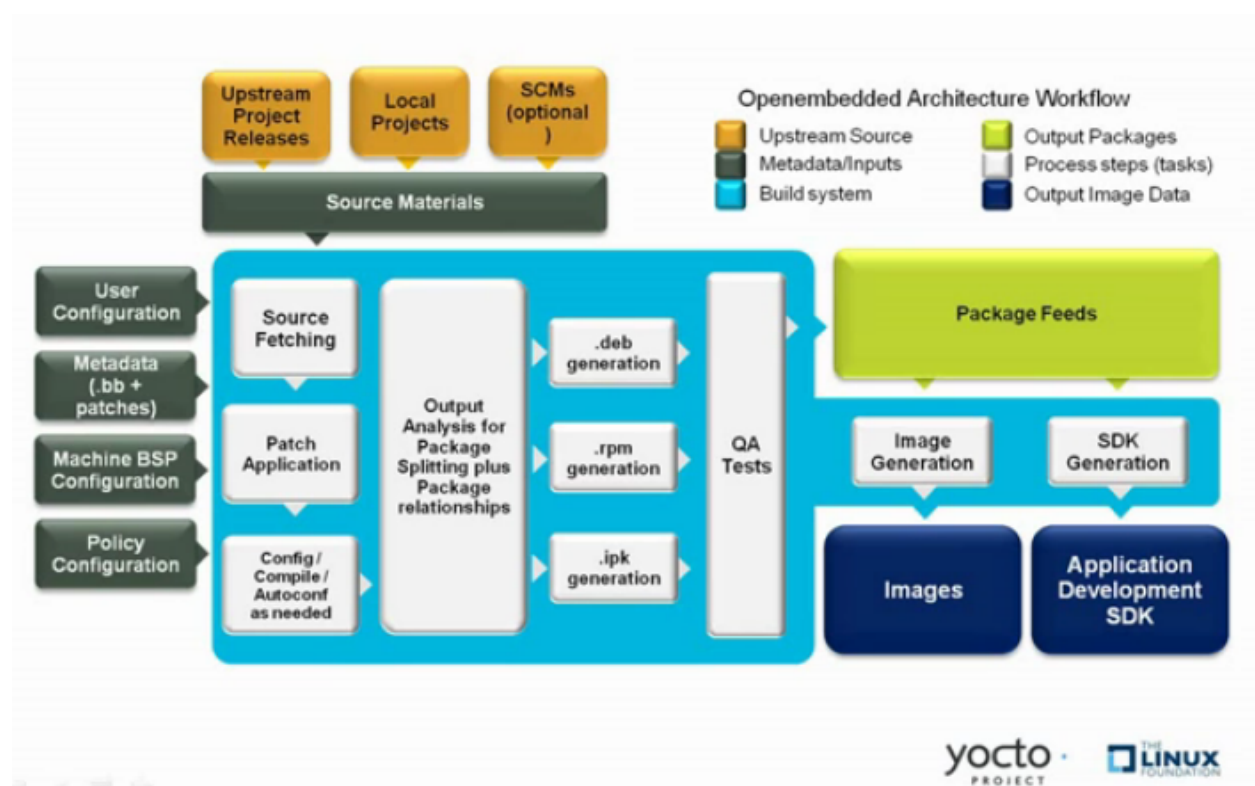 Upstream
Project
Releases
Local
Projects
SCMs
(optional
)
Openembedded Architecture Workflow
Upstream Source
Output Packages
Metadata/Inputs
Process steps (tasks)
Build system
Output Image Data
Source Materials
User
Configuration
Metadata
(.bb +
patches)
Machine BSP
Configuration
Policy
Configuration
Source
Fetching
Patch
Application
Config /
Compile /
Autoconf
as needed
Output
Analysis for
Package
Splitting plus
Package
relationships
.deb
generation
.rpm
generation
.ipk
generation
QA
Tests
Package Feeds
Image
Generation
SDK
Generation
Images
Application
Development
SDK
yocto
PROJECT
THE
LINUX
FOUNDATION